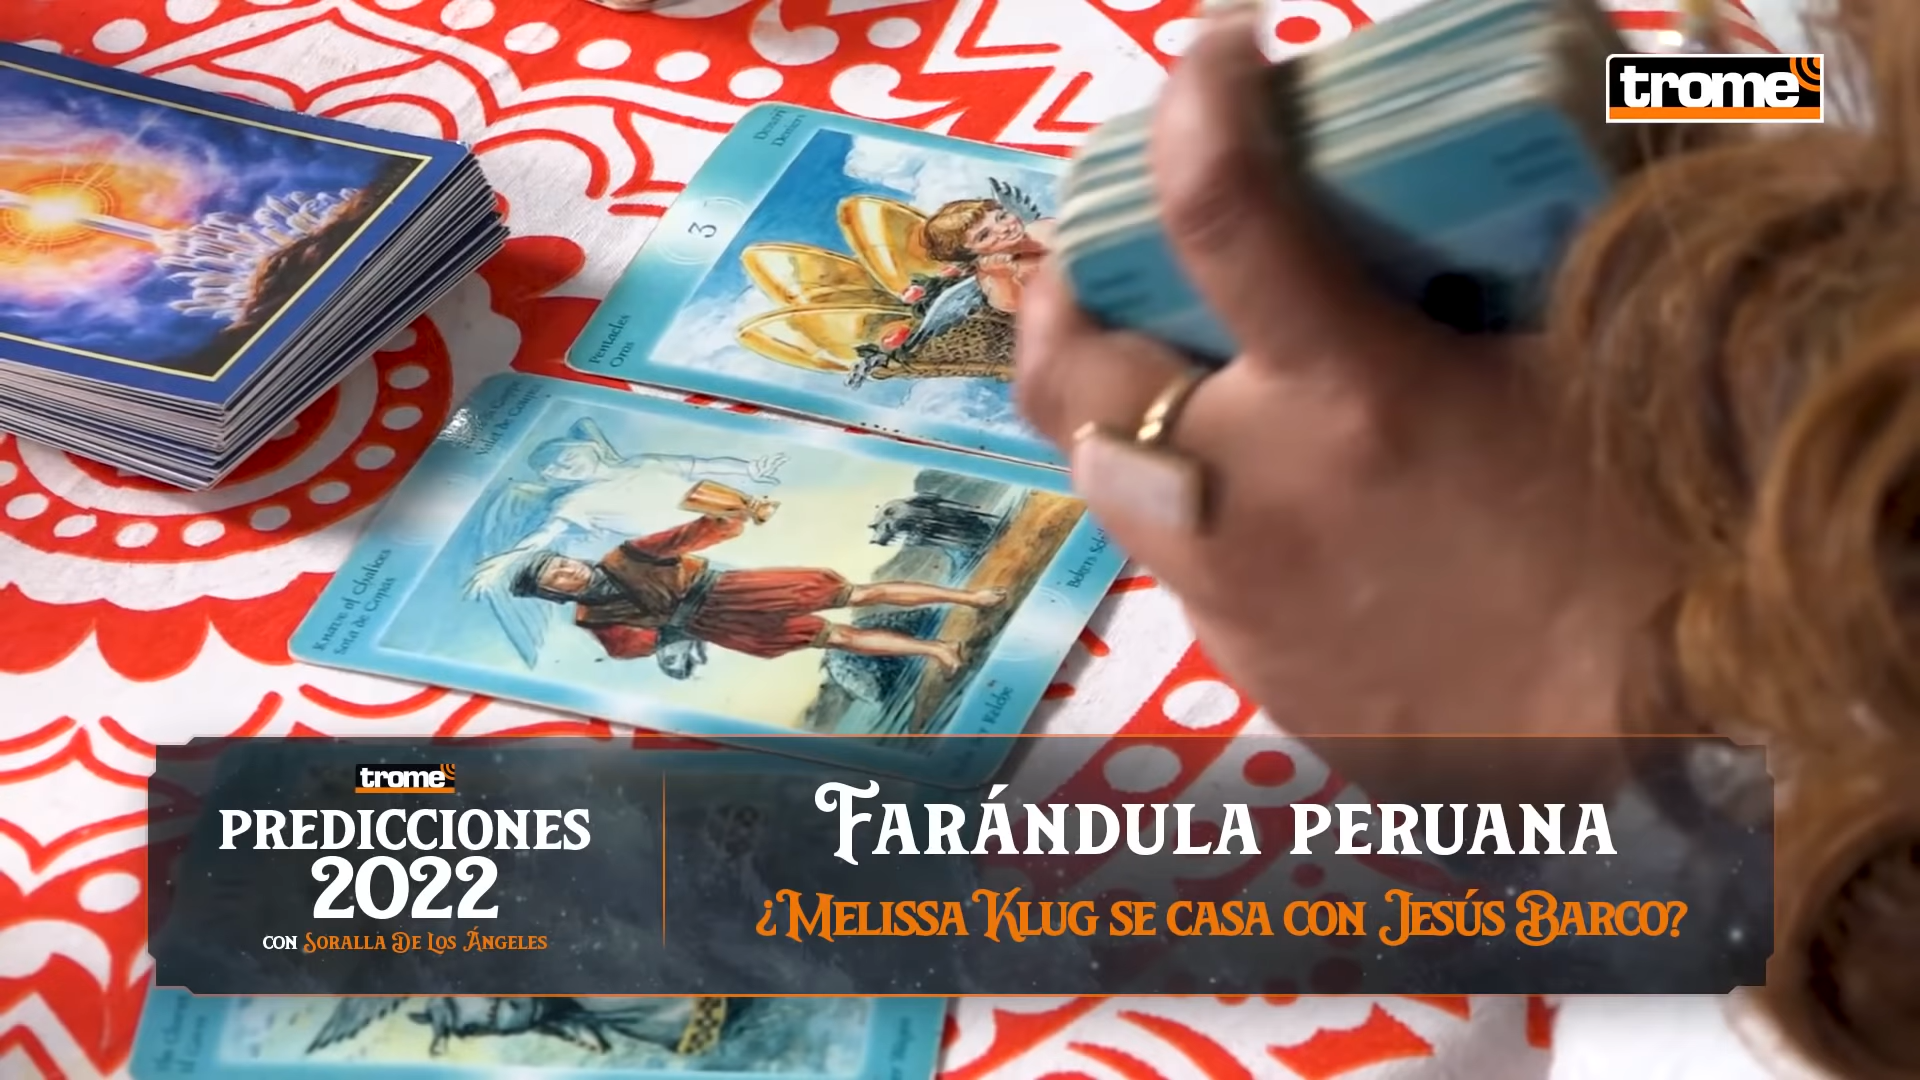 trome
3
Pentacles
Oros
Knave of Chalices
Sota de Copas
trome
PREDICCIONES
2022
CON SORALLA DE LOS ÁNGELES
FARÁNDULA PERUANA
¿MELISSA KLUG SE CASA CON JESÚS BARCO?